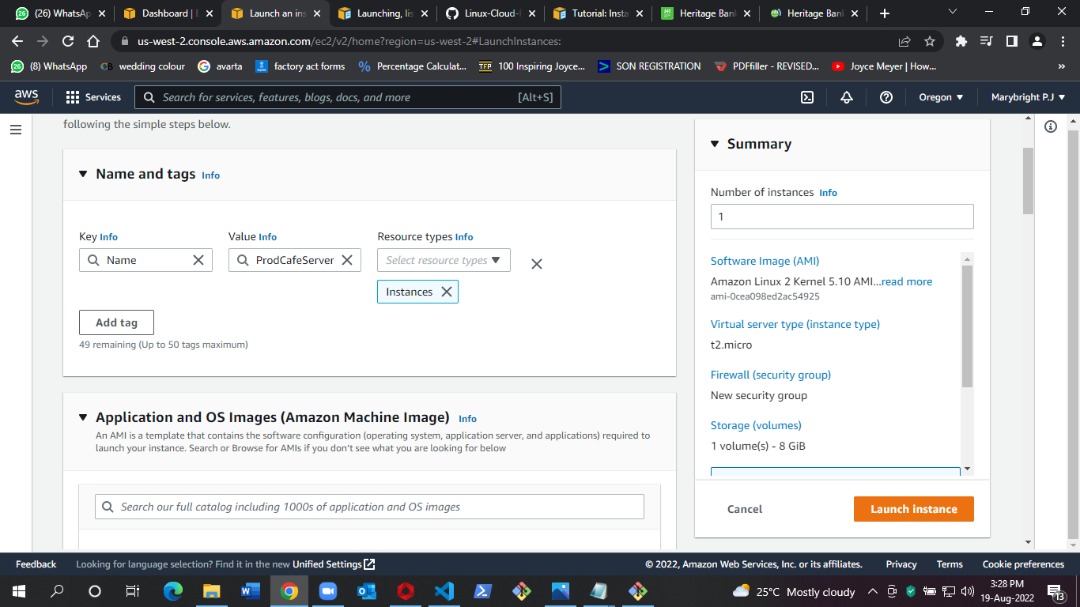 (26) WhatsAp
Dashboard |
Launch an ins
Launching, lis
Linux-Cloud-
Tutorial: Insta
Heritage Ban
Heritage Ban
us-west-2.console.aws.amazon.com/ec2/v2/home?region=us-west-2#LaunchInstances:
(8) WhatsApp
wedding colour
avarta
factory act forms
Percentage Calculat...
100 Inspiring Joyce...
SON REGISTRATION
PDFfiller - REVISED...
Joyce Meyer | How...
»
aws
Services
Search for services, features, blogs, docs, and more
[Alt+S]
Oregon ▼
Marybright P.J ▼
following the simple steps below.
▼ Name and tags Info
Key Info
Value Info
Resource types Info
Name
ProdCafeServer
Select resource types ▼
Instances
Add tag
49 remaining (Up to 50 tags maximum)
▼ Application and OS Images (Amazon Machine Image) Info
An AMI is a template that contains the software configuration (operating system, application server, and applications) required to
launch your instance. Search or Browse for AMIs if you don't see what you are looking for below
Search our full catalog including 1000s of application and OS images
▼ Summary
Number of instances Info
1
Software Image (AMI)
Amazon Linux 2 Kernel 5.10 AMI...read more
ami-0cea098ed2ac54925
Virtual server type (instance type)
t2.micro
Firewall (security group)
New security group
Storage (volumes)
1 volume(s) - 8 GiB
Cancel
Launch instance
Feedback
Looking for language selection? Find it in the new Unified Settings
© 2022, Amazon Web Services, Inc. or its affiliates.
Privacy
Terms
Cookie preferences
25°C Mostly cloudy
3:28 PM
19-Aug-2022
13